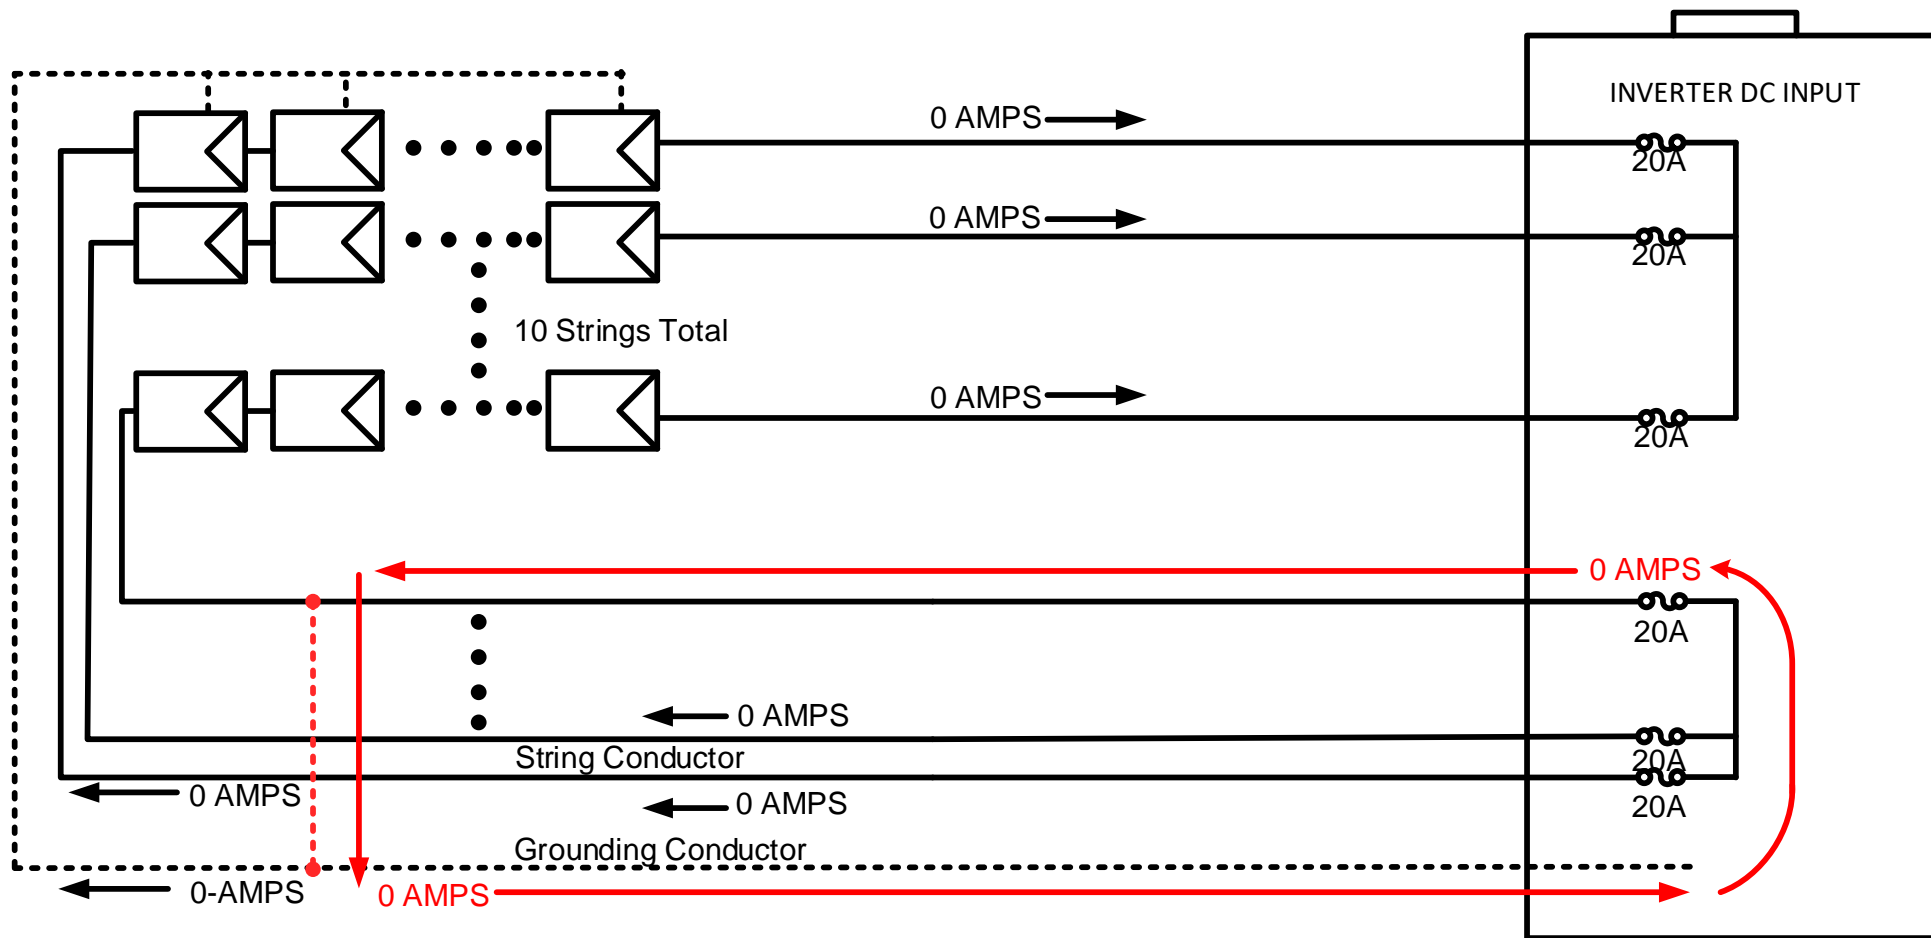 INVERTER DC INPUT
0 AMPS
20A
0 AMPS
20A
10 Strings Total
0 AMPS
20A
0 AMPS
20A
0 AMPS
String Conductor
20A
0 AMPS
0 AMPS
20A
Grounding Conductor
0-AMPS
0 AMPS